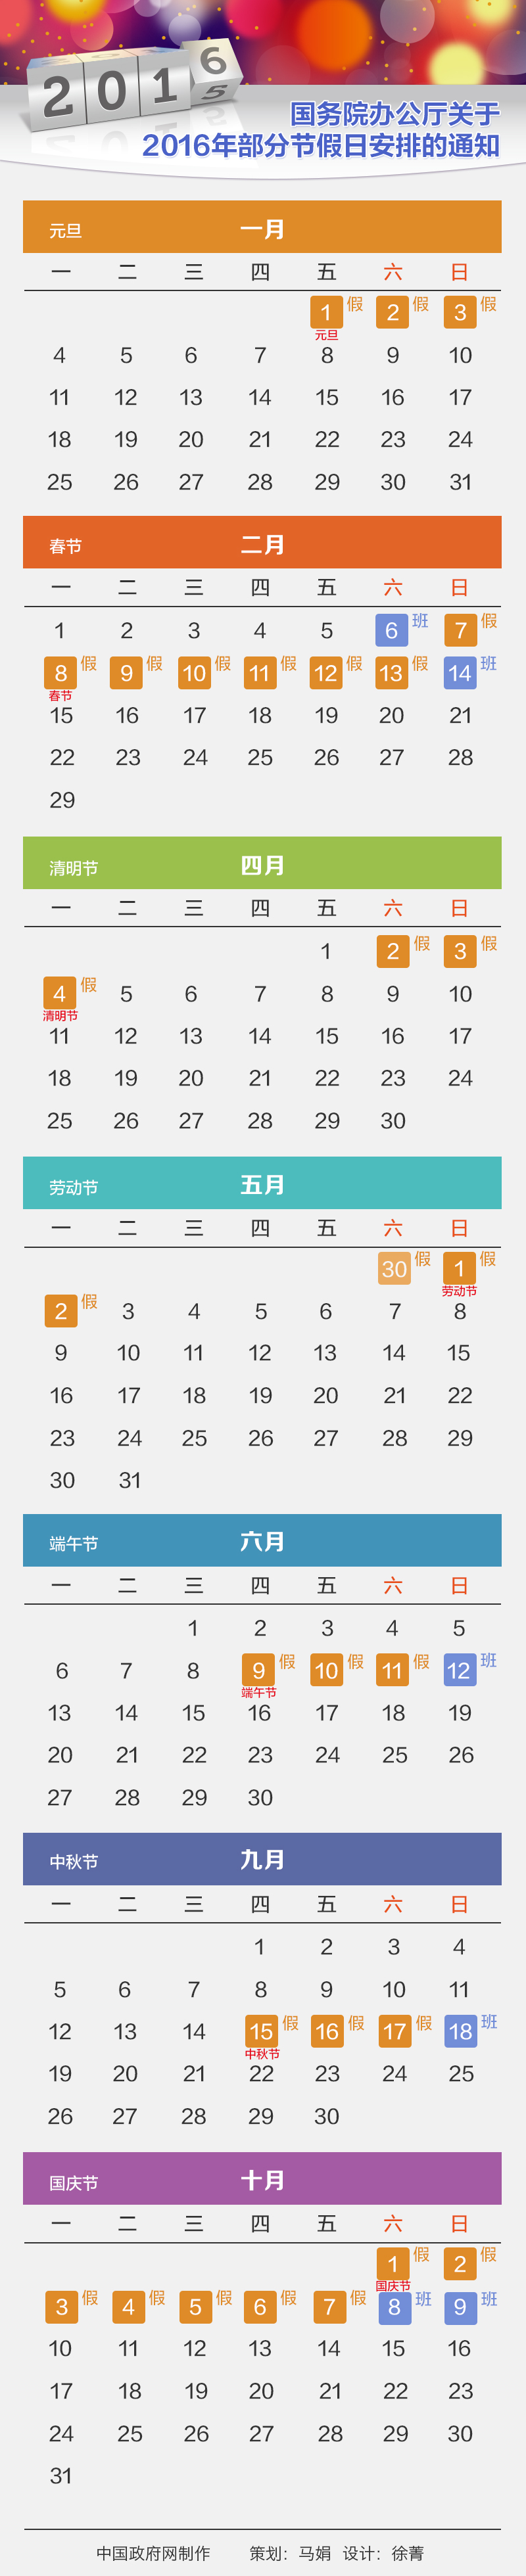 2016
5
国务院办公厅关于
2016年部分节假日安排的通知
元旦 一月
一 二 三 四 五 六 日
1 假 2 假 3 假
元旦
4 5 6 7 8 9 10
11 12 13 14 15 16 17
18 19 20 21 22 23 24
25 26 27 28 29 30 31
春节 二月
一 二 三 四 五 六 日
1 2 3 4 5 6 班 7 假
8 假 9 假 10 假 11 假 12 假 13 假 14 班
春节
15 16 17 18 19 20 21
22 23 24 25 26 27 28
29
清明节 四月
一 二 三 四 五 六 日
1 2 假 3 假
4 假 5 6 7 8 9 10
清明节
11 12 13 14 15 16 17
18 19 20 21 22 23 24
25 26 27 28 29 30
劳动节 五月
一 二 三 四 五 六 日
30 假 1 假
劳动节
2 假 3 4 5 6 7 8
9 10 11 12 13 14 15
16 17 18 19 20 21 22
23 24 25 26 27 28 29
30 31
端午节 六月
一 二 三 四 五 六 日
1 2 3 4 5
6 7 8 9 假 10 假 11 假 12 班
端午节
13 14 15 16 17 18 19
20 21 22 23 24 25 26
27 28 29 30
中秋节 九月
一 二 三 四 五 六 日
1 2 3 4
5 6 7 8 9 10 11
12 13 14 15 假 16 假 17 假 18 班
中秋节
19 20 21 22 23 24 25
26 27 28 29 30
国庆节 十月
一 二 三 四 五 六 日
1 假 2 假
国庆节
3 假 4 假 5 假 6 假 7 假 8 班 9 班
10 11 12 13 14 15 16
17 18 19 20 21 22 23
24 25 26 27 28 29 30
31
中国政府网制作 策划：马娟 设计：徐菁